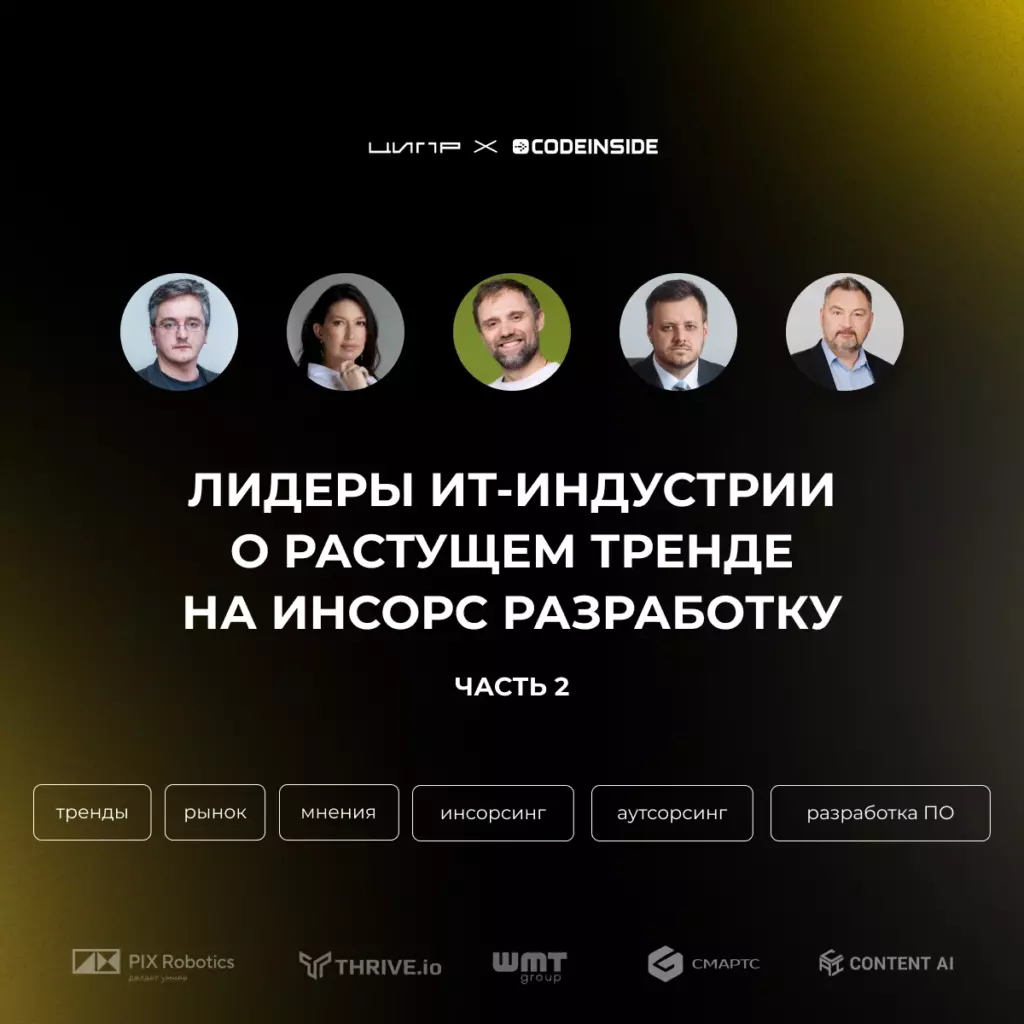 ЦИПР X CODEINSIDE
ЛИДЕРЫ ИТ-ИНДУСТРИИ
О РАСТУЩЕМ ТРЕНДЕ
НА ИНСОРС РАЗРАБОТКУ
ЧАСТЬ 2
тренды рынок мнения инсорсинг аутсорсинг разработка ПО
PIX Robotics THRIVE.io WMT СМАРТС CONTENT AI
делает умнее group